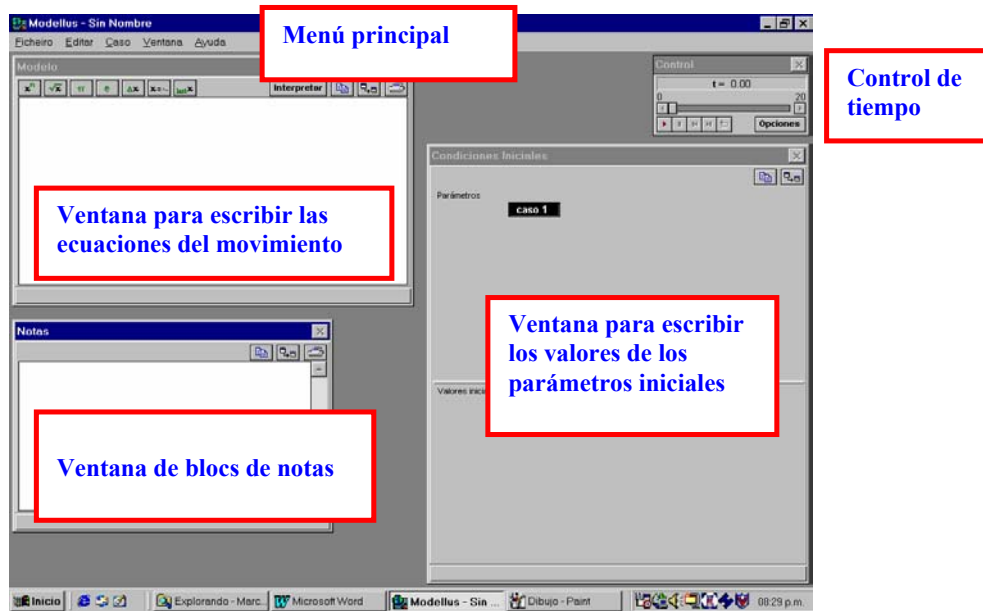 Modellus - Sin Nombre
Ficheiro Editar Caso Ventana Ayuda
Menú principal
Modelo
Interpretar
Control
t = 0.00
0 20
Opciones
Control de
tiempo
Condiciones Iniciales
Parámetros
caso 1
Ventana para escribir las
ecuaciones del movimiento
Ventana para escribir
los valores de los
parámetros iniciales
Notas
Valores
Ventana de blocs de notas
Inicio
Explorando - Marc...
Microsoft Word
Modellus - Sin ...
Dibujo - Paint
08:29 p.m.